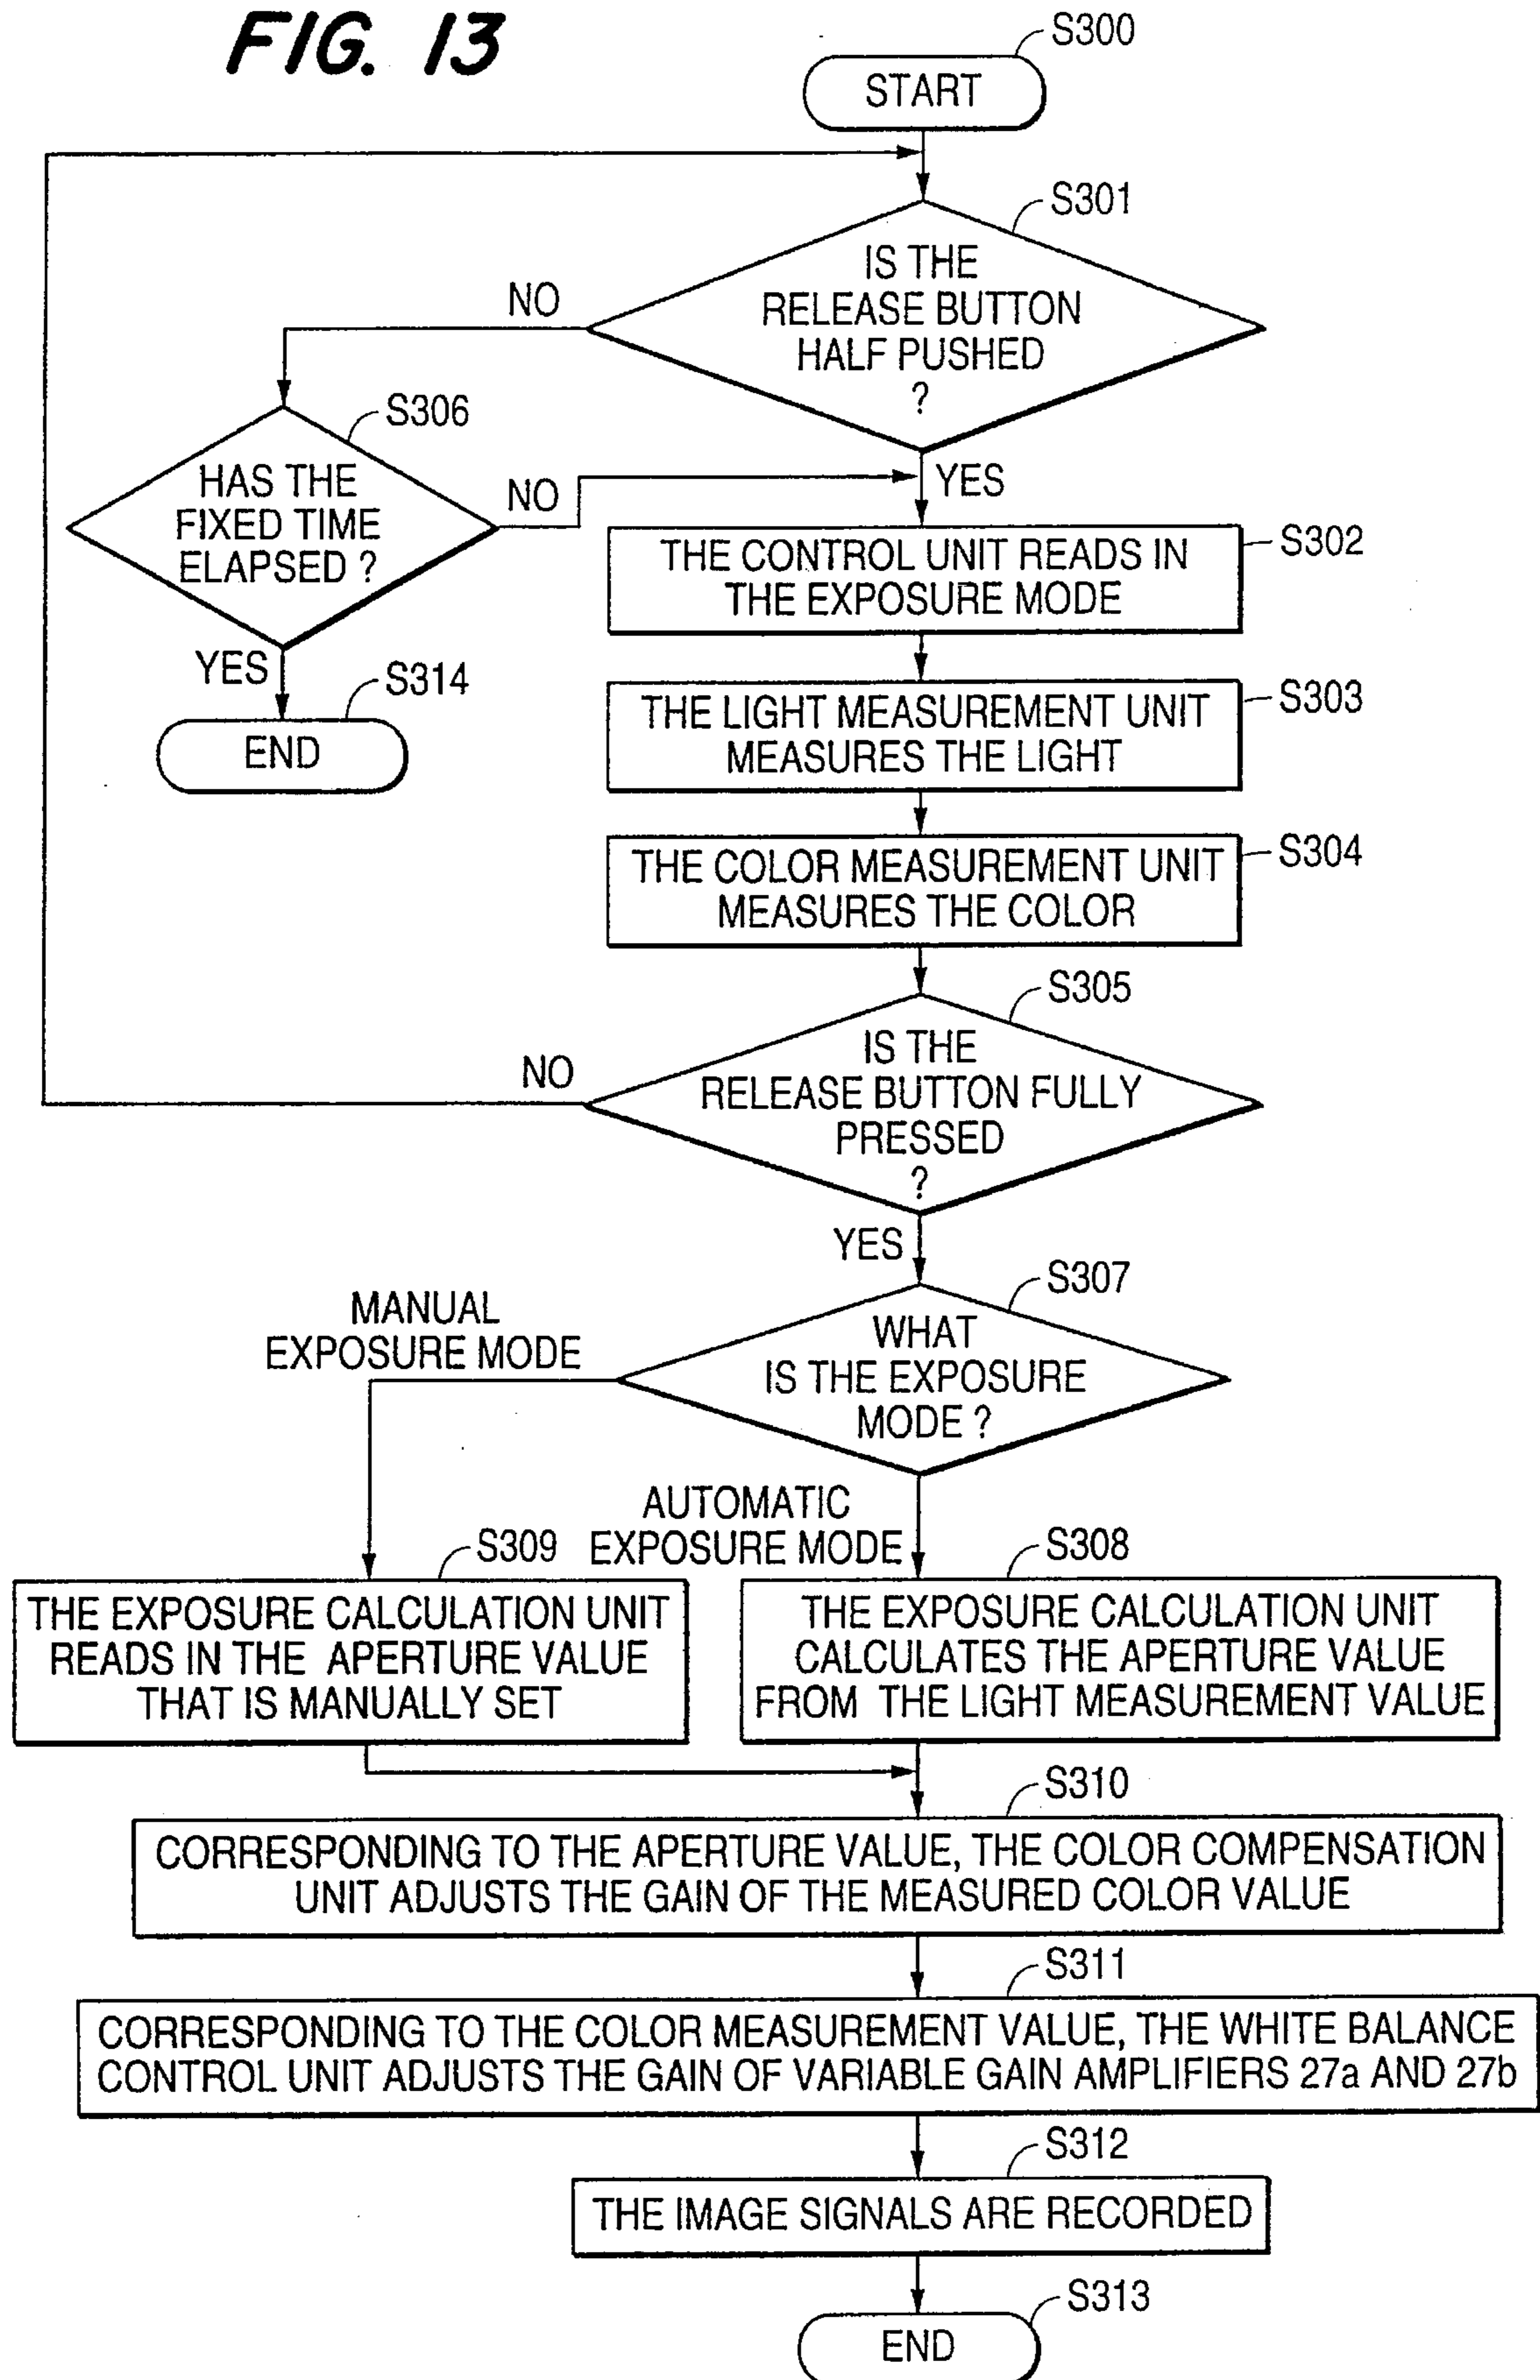 FIG. 13
S300
START
S301
IS THE
RELEASE BUTTON
HALF PUSHED
?
NO
S306
HAS THE
FIXED TIME
ELAPSED ?
NO
YES
S302
THE CONTROL UNIT READS IN
THE EXPOSURE MODE
YES
S314
END
S303
THE LIGHT MEASUREMENT UNIT
MEASURES THE LIGHT
S304
THE COLOR MEASUREMENT UNIT
MEASURES THE COLOR
S305
IS THE
RELEASE BUTTON FULLY
PRESSED
?
NO
YES
S307
WHAT
IS THE EXPOSURE
MODE ?
MANUAL
EXPOSURE MODE
AUTOMATIC
EXPOSURE MODE
S309
THE EXPOSURE CALCULATION UNIT
READS IN THE APERTURE VALUE
THAT IS MANUALLY SET
S308
THE EXPOSURE CALCULATION UNIT
CALCULATES THE APERTURE VALUE
FROM THE LIGHT MEASUREMENT VALUE
S310
CORRESPONDING TO THE APERTURE VALUE, THE COLOR COMPENSATION
UNIT ADJUSTS THE GAIN OF THE MEASURED COLOR VALUE
S311
CORRESPONDING TO THE COLOR MEASUREMENT VALUE, THE WHITE BALANCE
CONTROL UNIT ADJUSTS THE GAIN OF VARIABLE GAIN AMPLIFIERS 27a AND 27b
S312
THE IMAGE SIGNALS ARE RECORDED
S313
END